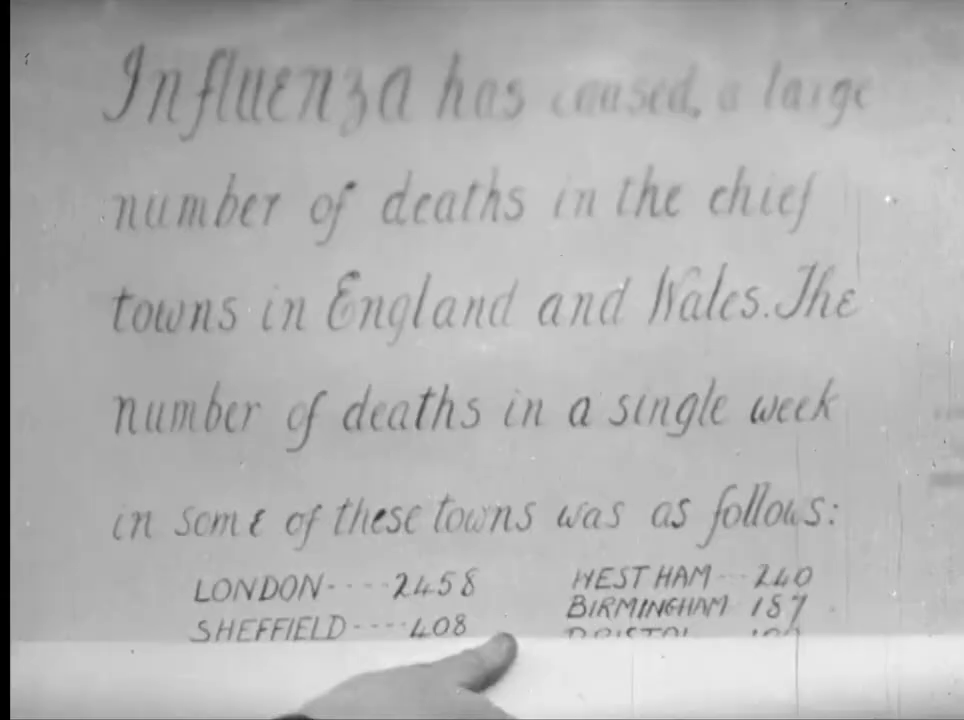 Influenza has caused, a large
number of deaths in the chief
towns in England and Wales. The
number of deaths in a single week
in some of these towns was as follows:
LONDON - - - - 2458
SHEFFIELD - - - - 408
WEST HAM - - - 240
BIRMINGHAM 187
BRISTOL